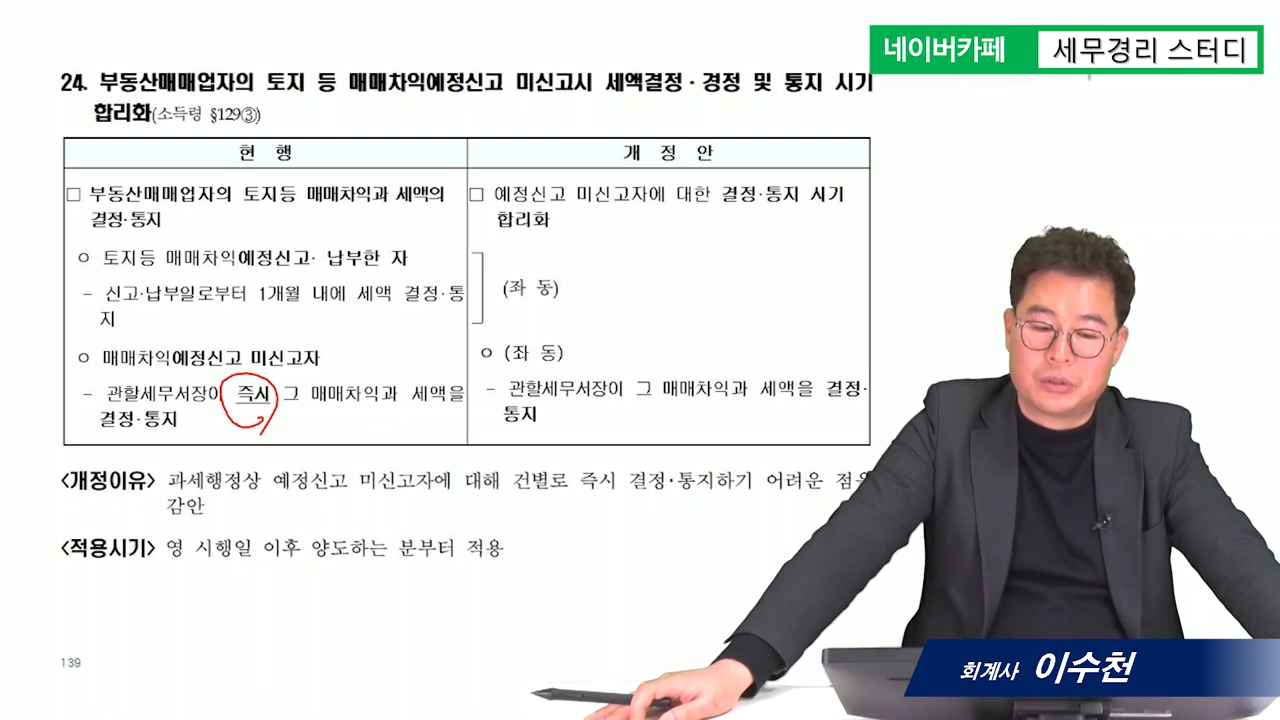 네이버카페 세무경리 스터디
24. 부동산매매업자의 토지 등 매매차익예정신고 미신고시 세액결정·경정 및 통지 시기
합리화(소득령 §129③)
현 행
개 정 안
□ 부동산매매업자의 토지등 매매차익과 세액의
결정·통지
ㅇ 토지등 매매차익예정신고· 납부한 자
- 신고·납부일로부터 1개월 내에 세액 결정·통
지
ㅇ 매매차익예정신고 미신고자
- 관할세무서장이 즉시 그 매매차익과 세액을
결정·통지
□ 예정신고 미신고자에 대한 결정·통지 시기
합리화
(좌 동)
ㅇ (좌 동)
- 관할세무서장이 그 매매차익과 세액을 결정·
통지
<개정이유> 과세행정상 예정신고 미신고자에 대해 건별로 즉시 결정·통지하기 어려운 점을
감안
<적용시기> 영 시행일 이후 양도하는 분부터 적용
139
회계사 이수천